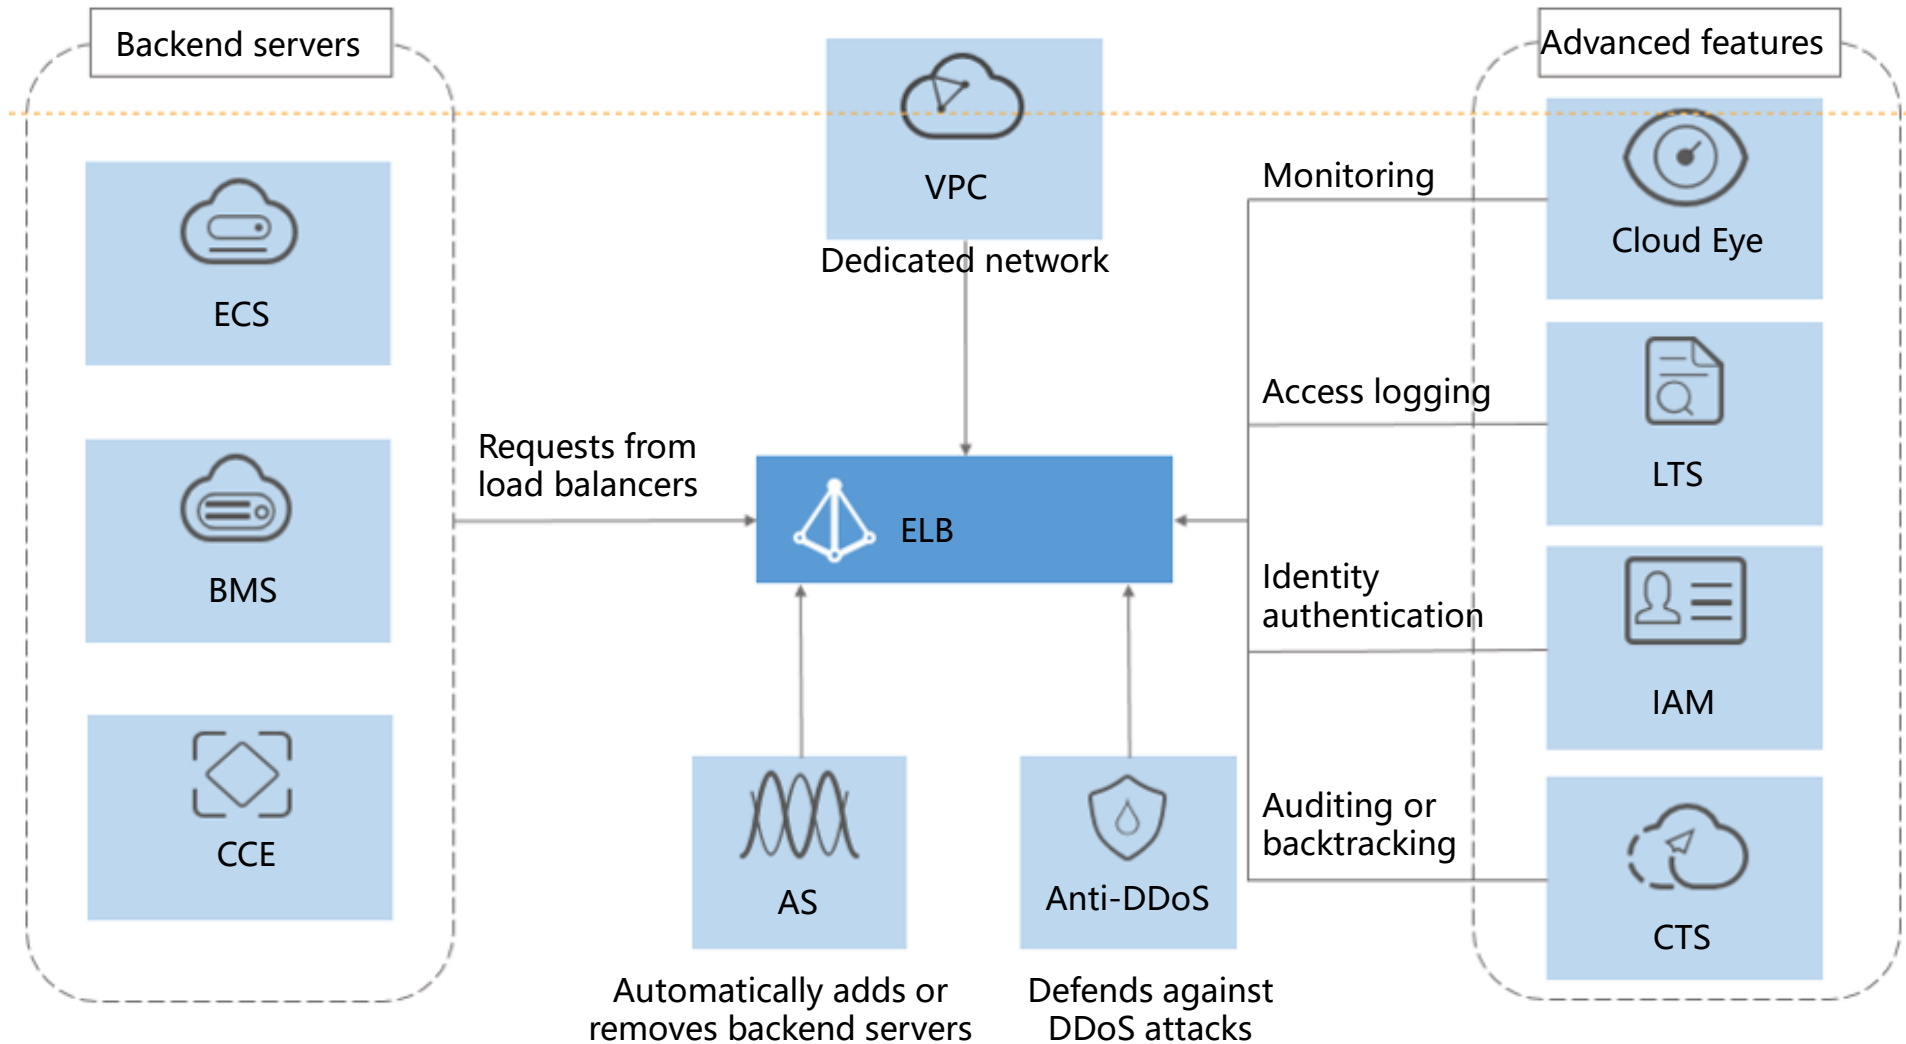 Backend servers
ECS
BMS
CCE
Requests from
load balancers
VPC
Dedicated network
ELB
AS
Automatically adds or
removes backend servers
Anti-DDoS
Defends against
DDoS attacks
Advanced features
Monitoring
Cloud Eye
Access logging
LTS
Identity
authentication
IAM
Auditing or
backtracking
CTS